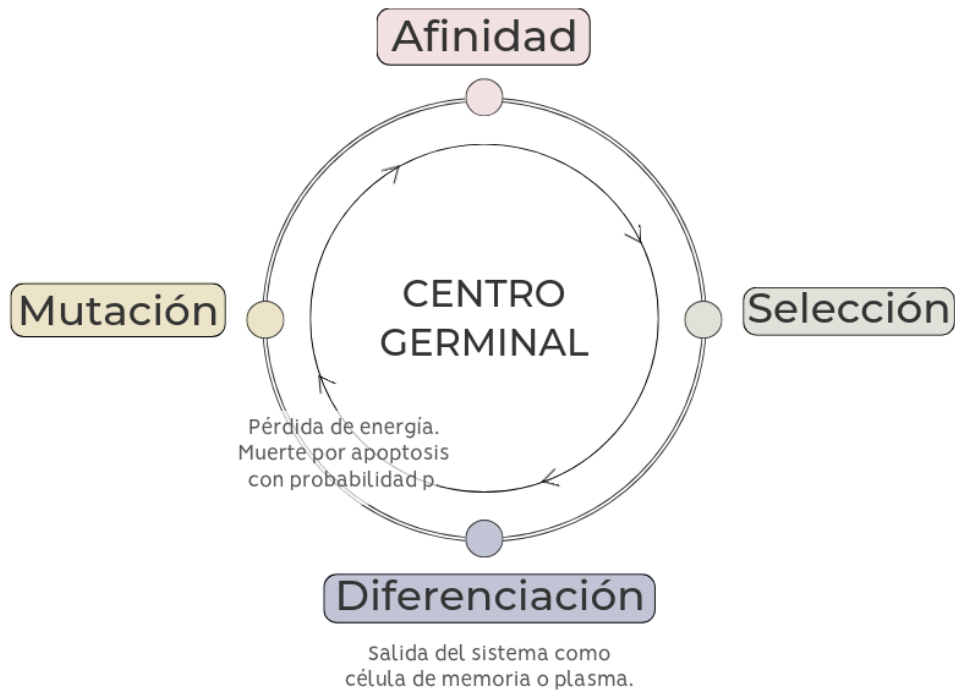 Afinidad
Mutación
CENTRO
GERMINAL
Selección
Pérdida de energía.
Muerte por apoptosis
con probabilidad p.
Diferenciación
Salida del sistema como
célula de memoria o plasma.